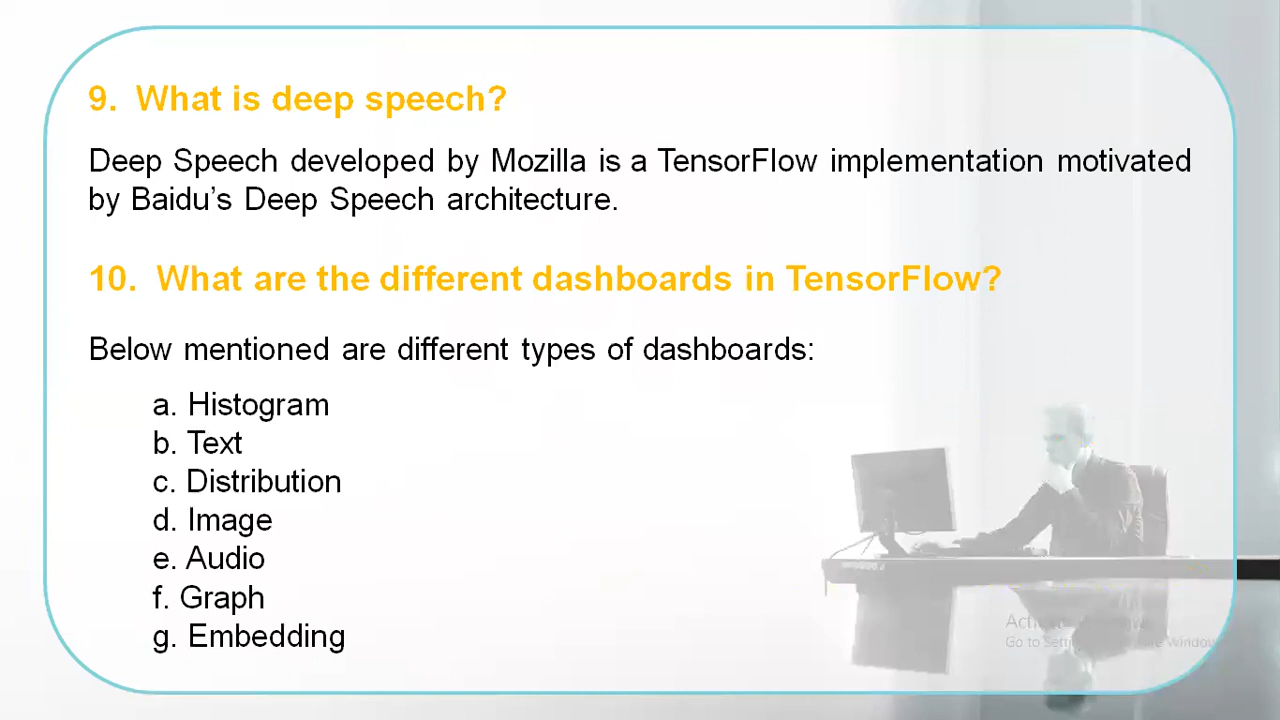 9. What is deep speech?
Deep Speech developed by Mozilla is a TensorFlow implementation motivated
by Baidu’s Deep Speech architecture.
10. What are the different dashboards in TensorFlow?
Below mentioned are different types of dashboards:
a. Histogram
b. Text
c. Distribution
d. Image
e. Audio
f. Graph
g. Embedding
Go to